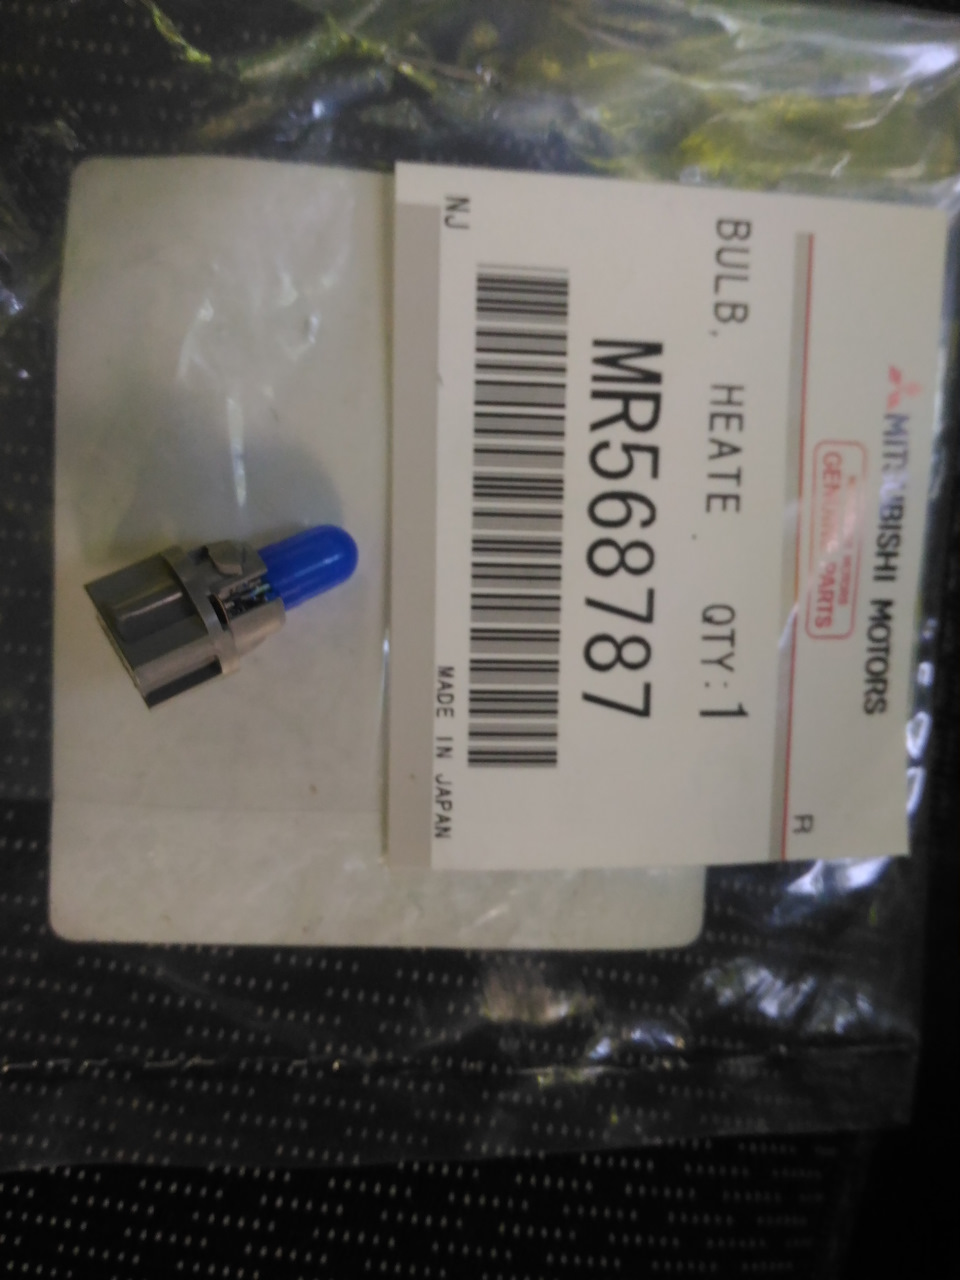 MITSUBISHI MOTORS
GENUINE PARTS
R
BULB, HEATE . QTY:1
MR568787
NJ
MADE IN JAPAN